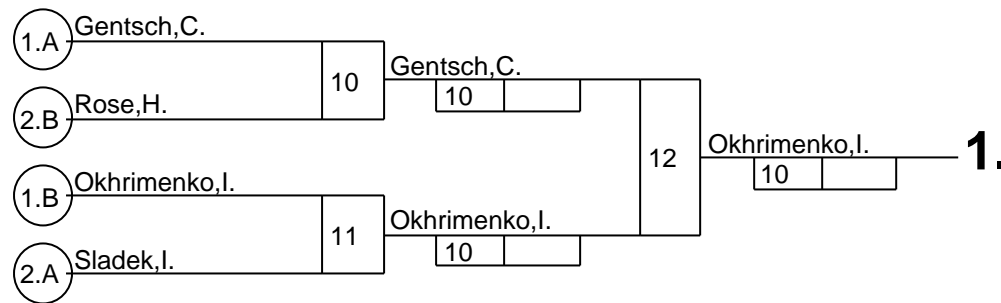 1.A Gentsch,C.
10 Gentsch,C.
10
2.B Rose,H.
12 Okhrimenko,I. 1.
10
1.B Okhrimenko,I.
11 Okhrimenko,I.
10
2.A Sladek,I.